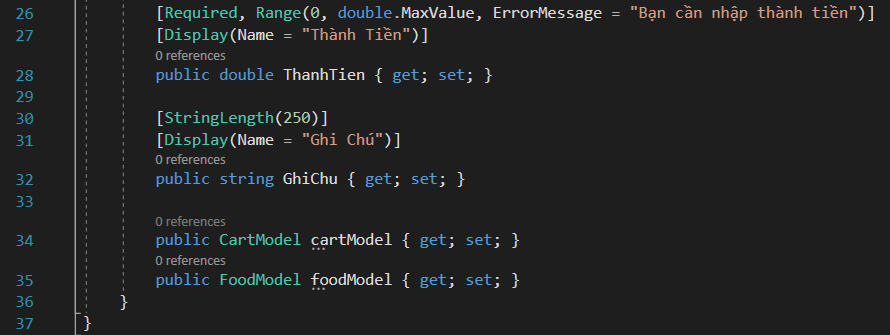 26 [Required, Range(0, double.MaxValue, ErrorMessage = "Bạn cần nhập thành tiền")]
27 [Display(Name = "Thành Tiền")]
0 references
28 public double ThanhTien { get; set; }
29
30 [StringLength(250)]
31 [Display(Name = "Ghi Chú")]
0 references
32 public string GhiChu { get; set; }
33
0 references
34 public CartModel cartModel { get; set; }
0 references
35 public FoodModel foodModel { get; set; }
36 }
37 }